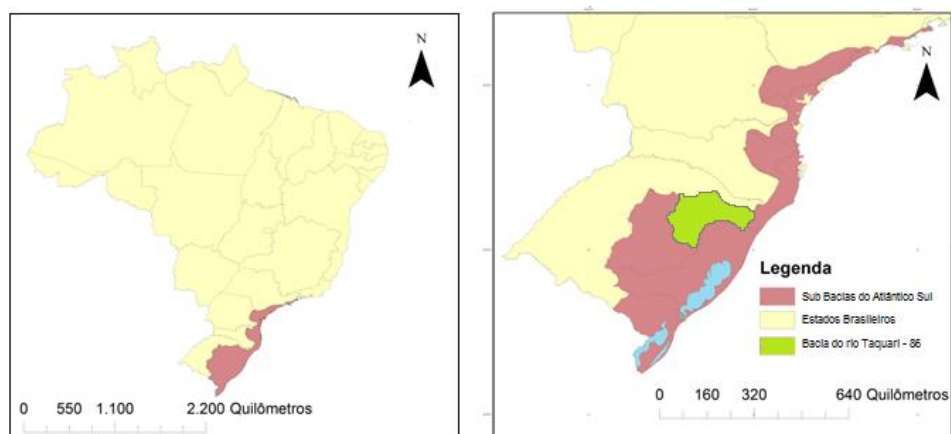 N
0 550 1.100 2.200 Quilômetros
N
Legenda
Sub Bacias do Atlântico Sul
Estados Brasileiros
Bacia do rio Taquari - 86
0 160 320 640 Quilômetros